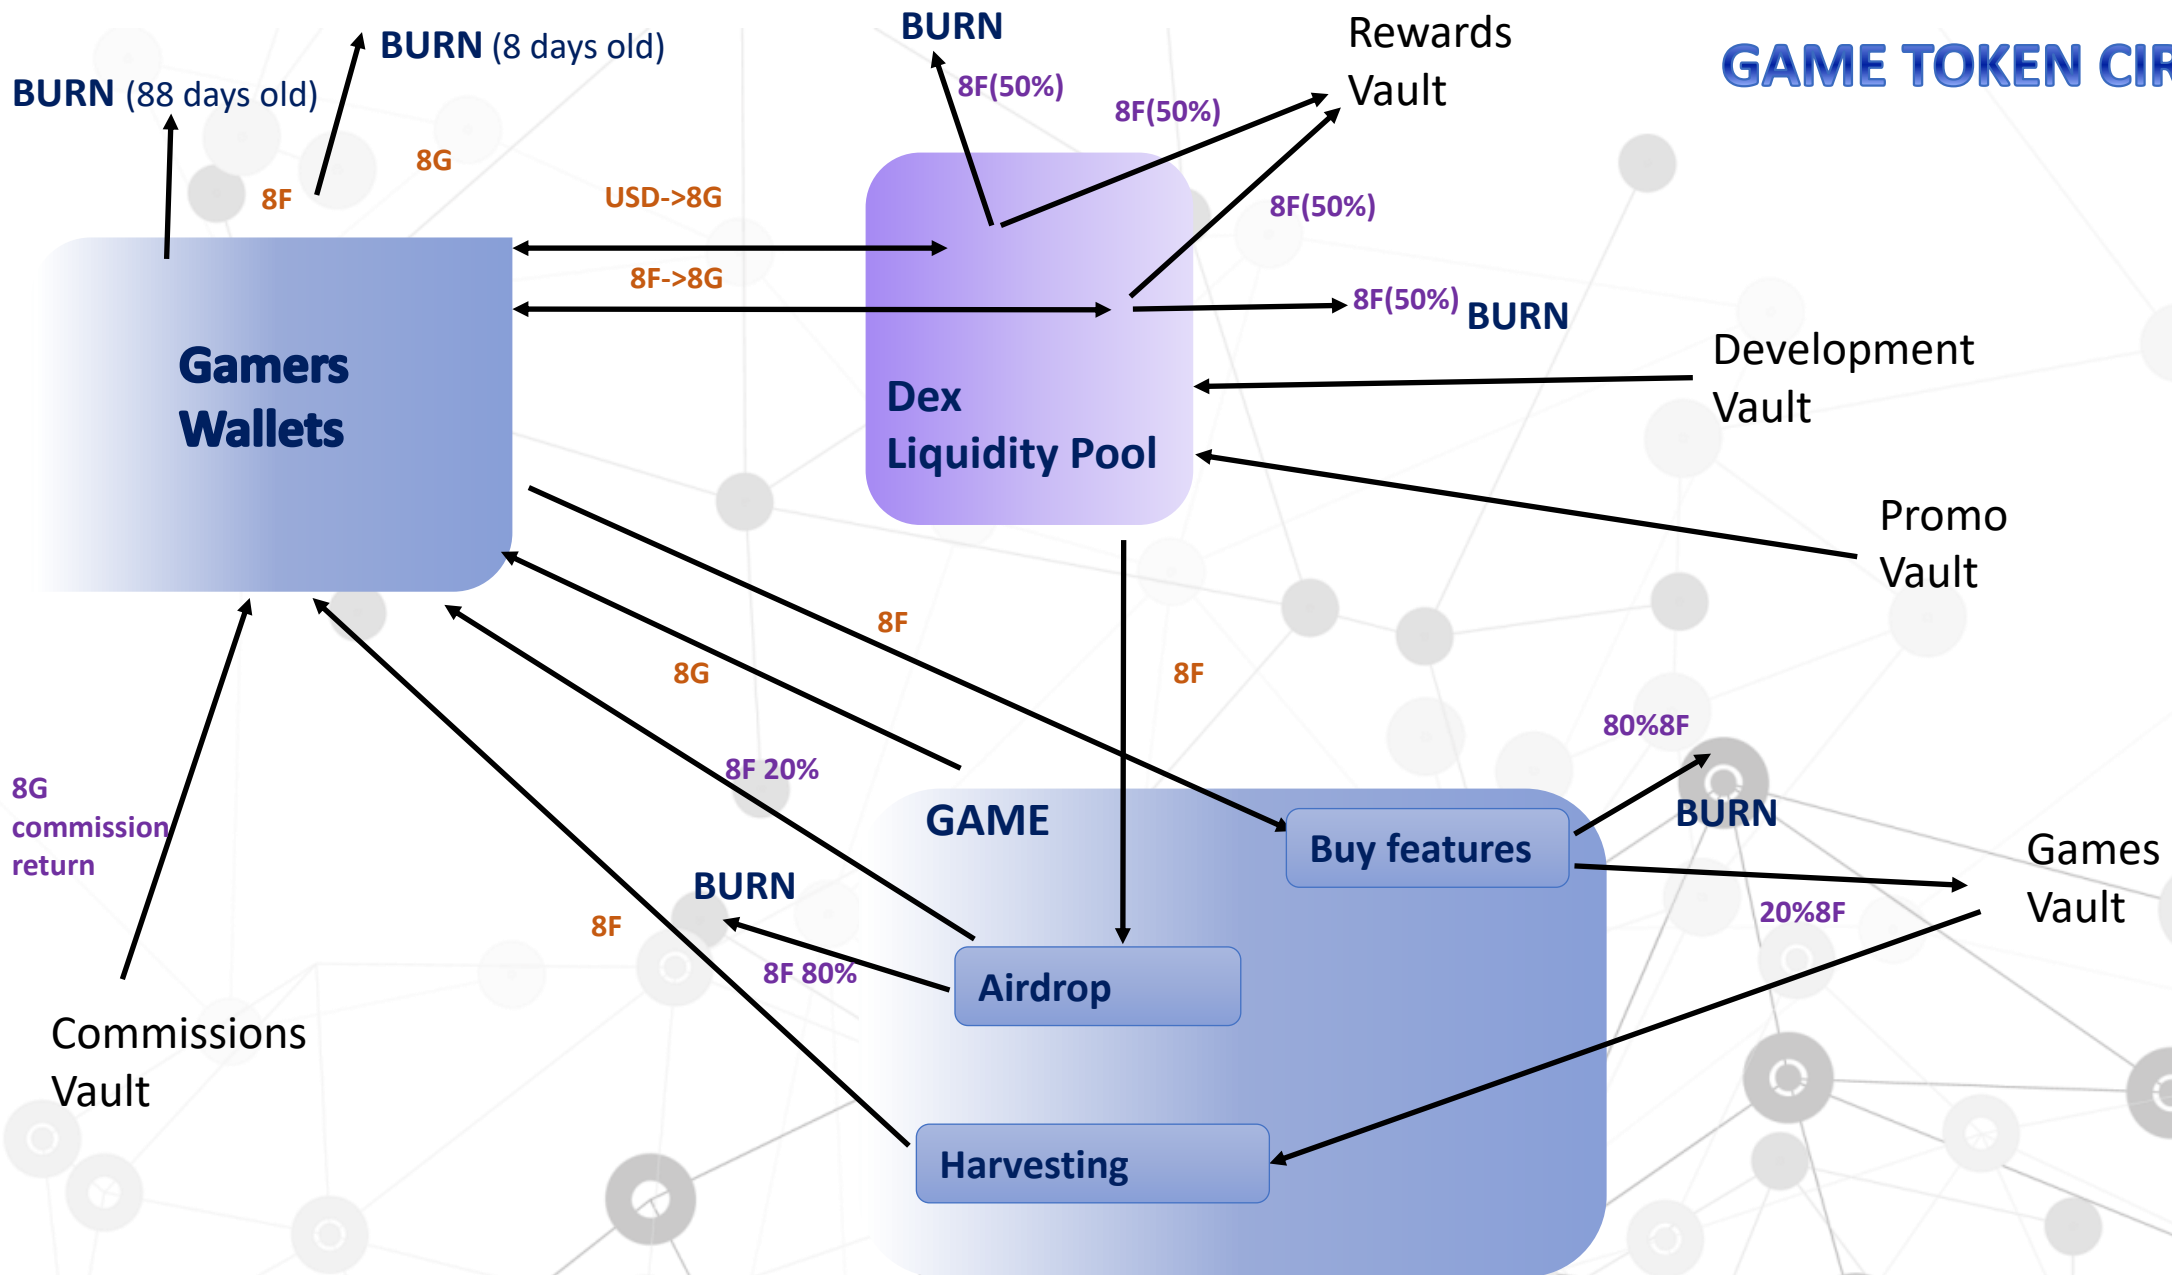 BURN
Rewards
Vault
GAME TOKEN CIR
BURN (8 days old)
BURN (88 days old)
8F(50%)
8F(50%)
8G
8F
USD->8G
8F(50%)
8F->8G
8F(50%)
BURN
Gamers
Wallets
Dex
Liquidity Pool
Development
Vault
Promo
Vault
8F
8G
8F
80%8F
8F 20%
8G
commission
return
GAME
Buy features
BURN
Games
Vault
BURN
8F
20%8F
8F 80%
Airdrop
Commissions
Vault
Harvesting